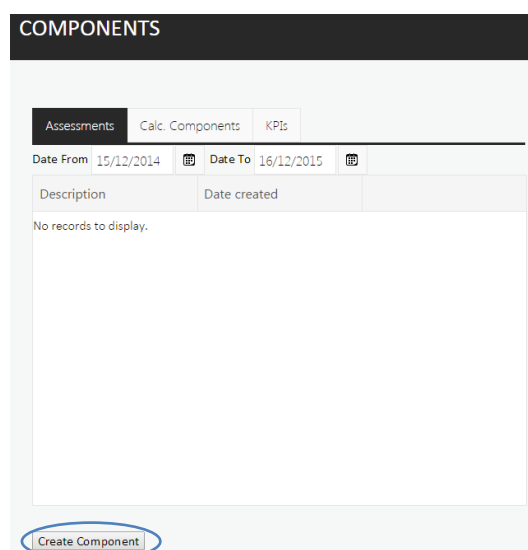 COMPONENTS
Assessments Calc. Components KPIs
Date From 15/12/2014 Date To 16/12/2015
Description Date created
No records to display.
Create Component